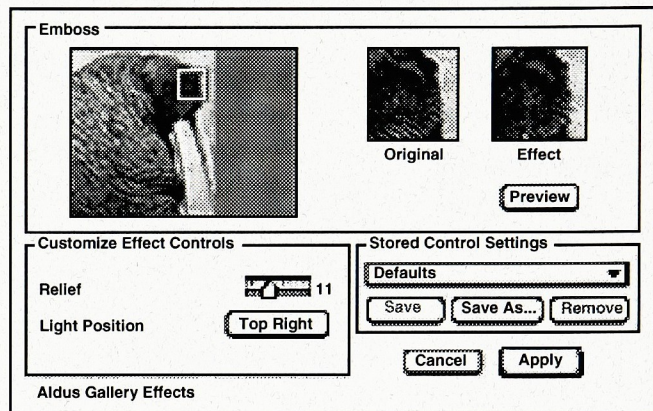 Emboss
Original
Effect
Preview
Customize Effect Controls
Relief
11
Light Position
Top Right
Stored Control Settings
Defaults
Save
Save As...
Remove
Cancel
Apply
Aldus Gallery Effects